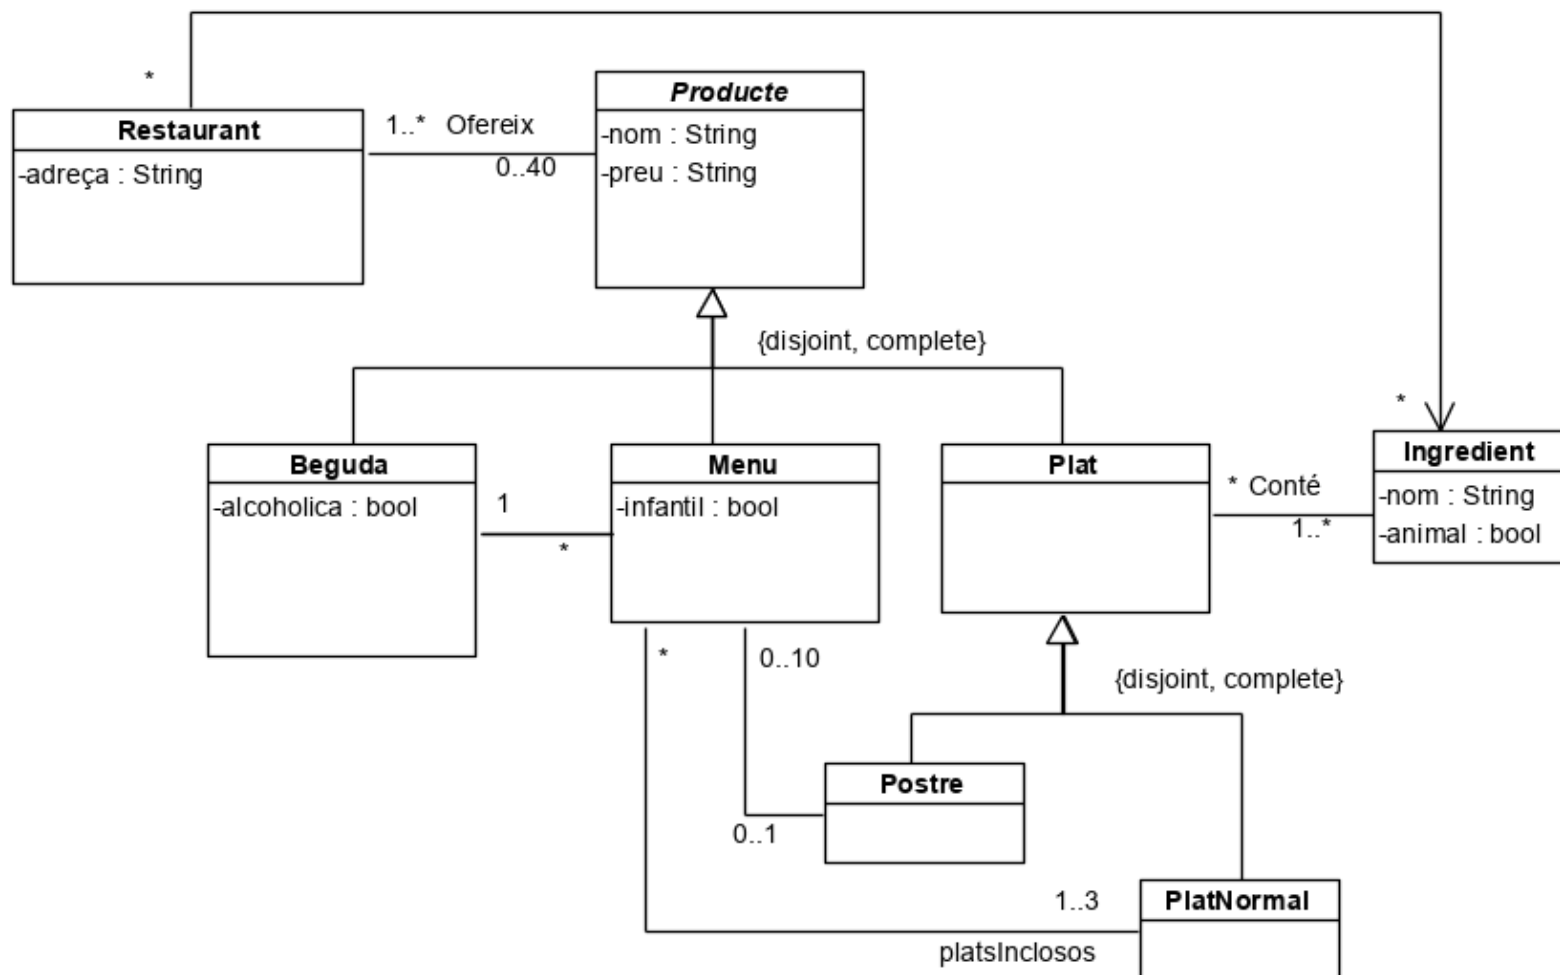 *
Restaurant
-adreça : String
1..* Ofereix
0..40
Producte
-nom : String
-preu : String
{disjoint, complete}
Beguda
-alcoholica : bool
1
*
Menu
-infantil : bool
Plat
* Conté
1..*
*
Ingredient
-nom : String
-animal : bool
*
0..10
{disjoint, complete}
Postre
0..1
1..3
platsInclosos
PlatNormal